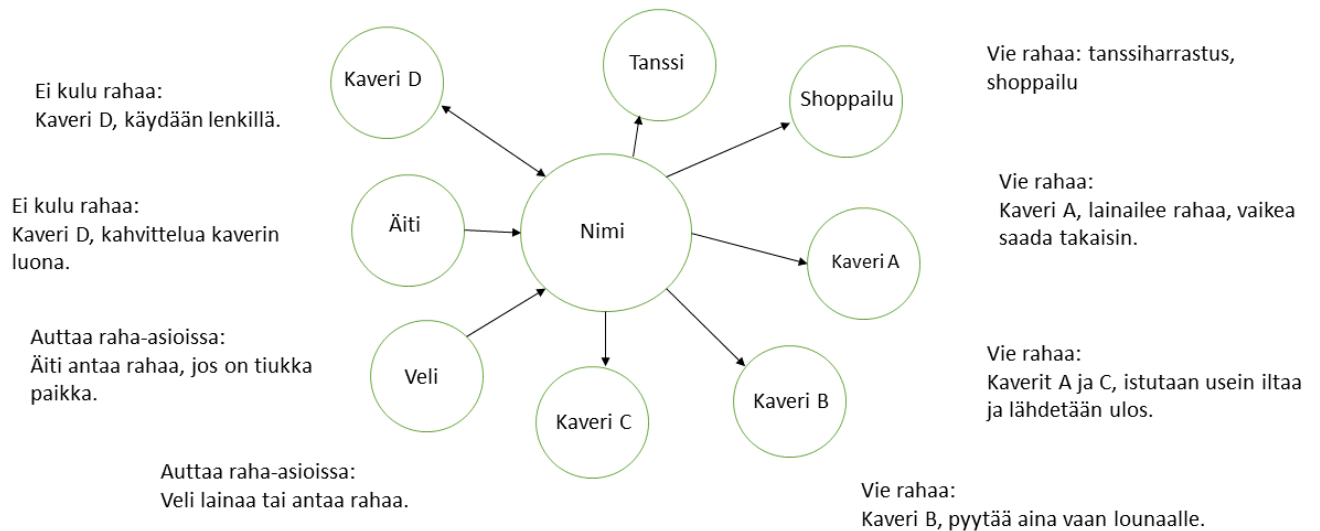 Ei kulu rahaa:
Kaveri D, käydään lenkillä.
Ei kulu rahaa:
Kaveri D, kahvittelua kaverin
luona.
Auttaa raha-asioissa:
Äiti antaa rahaa, jos on tiukka
paikka.
Auttaa raha-asioissa:
Veli lainaa tai antaa rahaa.
Kaveri D
Tanssi
Shoppailu
Äiti
Nimi
Kaveri A
Veli
Kaveri C
Kaveri B
Vie rahaa: tanssiharrastus,
shoppailu
Vie rahaa:
Kaveri A, lainailee rahaa, vaikea
saada takaisin.
Vie rahaa:
Kaverit A ja C, istutaan usein iltaa
ja lähdetään ulos.
Vie rahaa:
Kaveri B, pyytää aina vaan lounaalle.